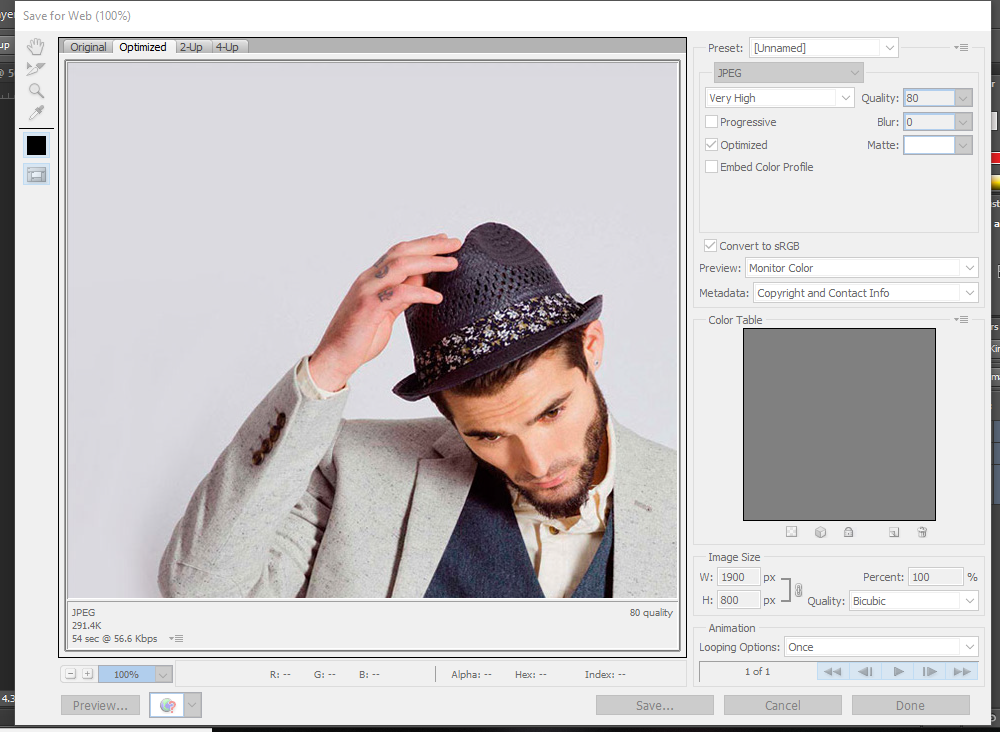 Save for Web (100%)
Original Optimized 2-Up 4-Up
Preset: [Unnamed]
JPEG
Very High Quality: 80
Progressive Blur: 0
Optimized Matte:
Embed Color Profile
Convert to sRGB
Preview: Monitor Color
Metadata: Copyright and Contact Info
Color Table
Image Size
W: 1900 px Percent: 100 %
H: 800 px Quality: Bicubic
JPEG 80 quality
291.4K
54 sec @ 56.6 Kbps
Animation
Looping Options: Once
1 of 1
100% R: -- G: -- B: -- Alpha: -- Hex: -- Index: --
Preview... Save... Cancel Done
up
4.3